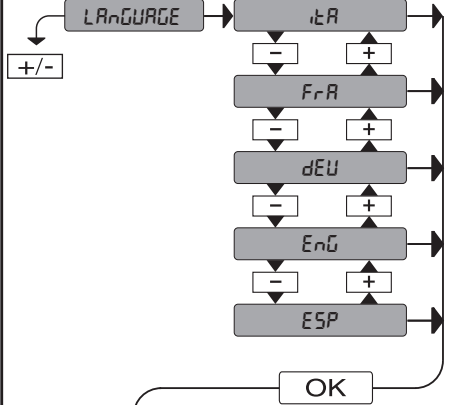 LAnGUAGE itA
+/-
- +
FrA
- +
dEU
- +
EnG
- +
ESP
OK